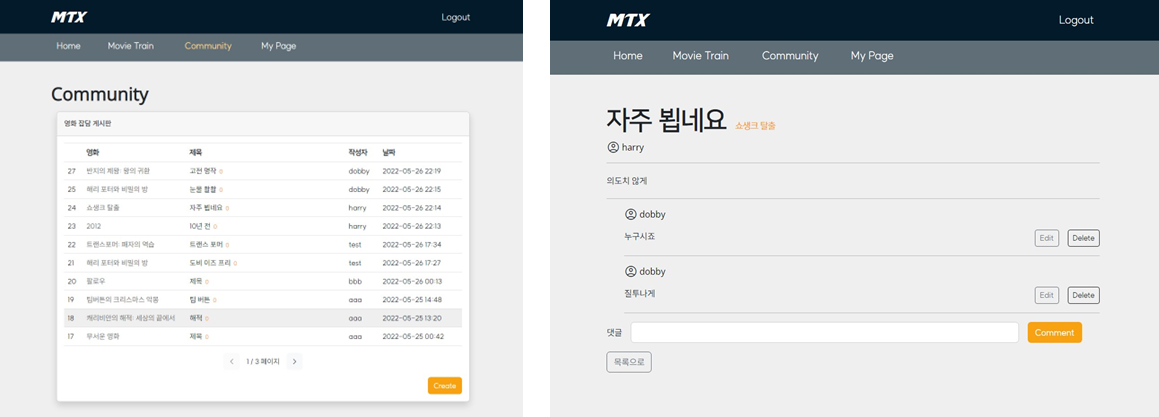 MTX
Logout
Home Movie Train Community My Page
Community
영화 잡담 게시판
영화 제목 작성자 날짜
27 반지의 제왕: 왕의 귀환 고전 명작 0 dobby 2022-05-26 22:19
25 해리 포터와 비밀의 방 눈물 찔찔 0 dobby 2022-05-26 22:15
24 쇼생크 탈출 자주 뵙네요 0 harry 2022-05-26 22:14
23 2012 10년 전 0 harry 2022-05-26 22:13
22 트랜스포머: 패자의 역습 트랜스 포머 0 test 2022-05-26 17:34
21 해리 포터와 비밀의 방 도비 이즈 프리 0 test 2022-05-26 17:27
20 팔로우 제목 0 bbb 2022-05-26 00:13
19 팀버튼의 크리스마스 악몽 팀 버튼 0 aaa 2022-05-25 14:48
18 캐리비안의 해적: 세상의 끝에서 해적 0 aaa 2022-05-25 13:20
17 무서운 영화 제목 0 aaa 2022-05-25 00:42
< 1 / 3 페이지 >
Create
MTX
Logout
Home Movie Train Community My Page
자주 뵙네요 쇼생크 탈출
harry
의도치 않게
dobby
누구시죠 Edit Delete
dobby
질투나게 Edit Delete
댓글 Comment
목록으로